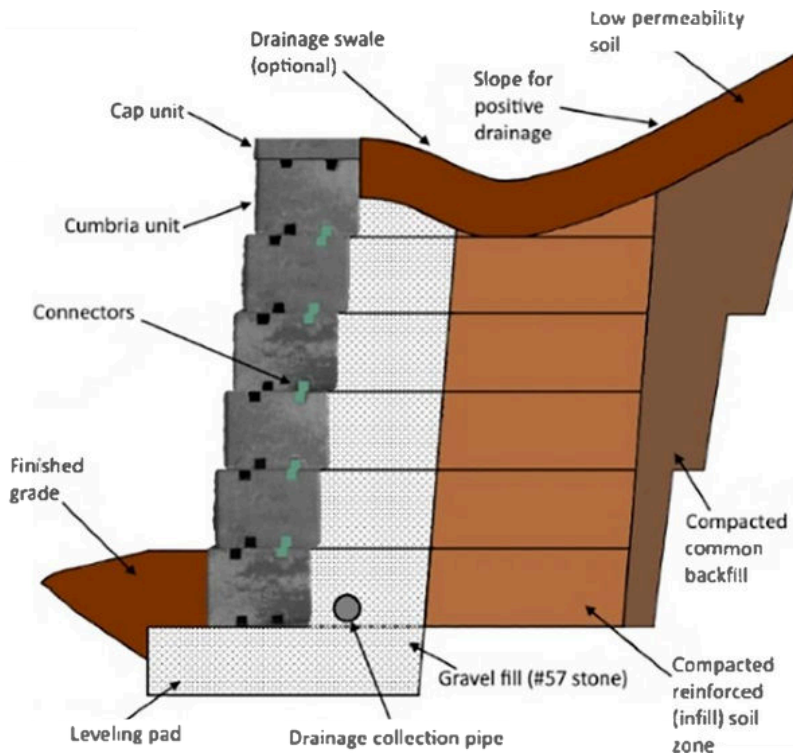 Low permeability
soil
Drainage swale
(optional)
Slope for
positive
drainage
Cap unit
Cumbria unit
Connectors
Finished
grade
Compacted
common
backfill
Gravel fill (#57 stone)
Compacted
reinforced
(infill) soil
zone
Leveling pad
Drainage collection pipe